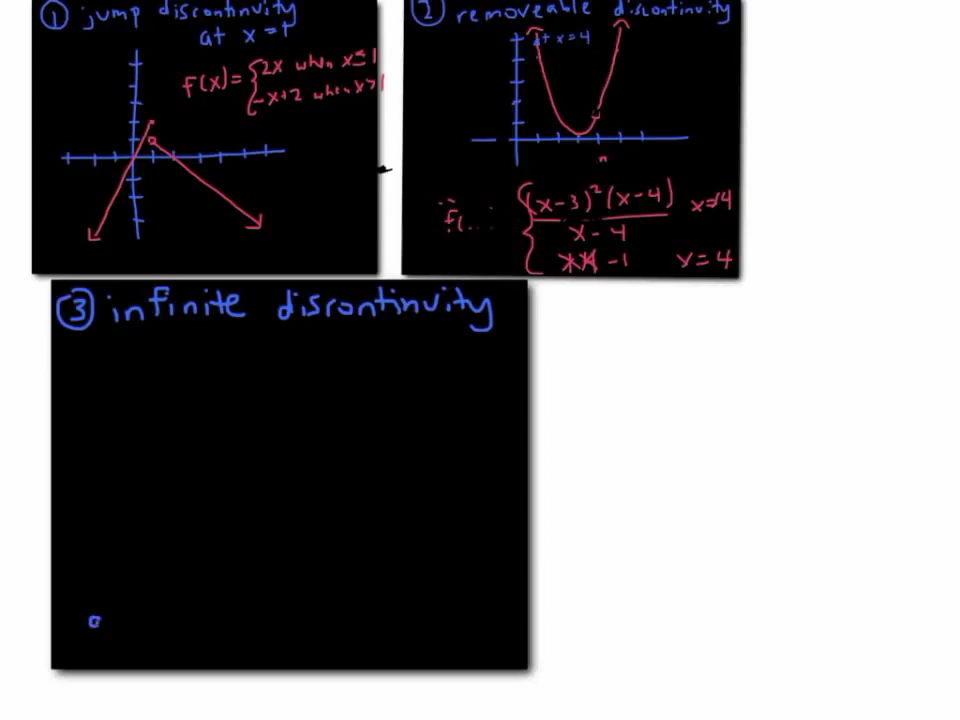 ① jump discontinuity
at x=1
f(x)= { 2x when x≤1
-x+2 when x>1
② removeable discontinuity
at x=4
f( (x-3)²(x-4) x≠4
x-4
-1 x=4
③ infinite discontinuity